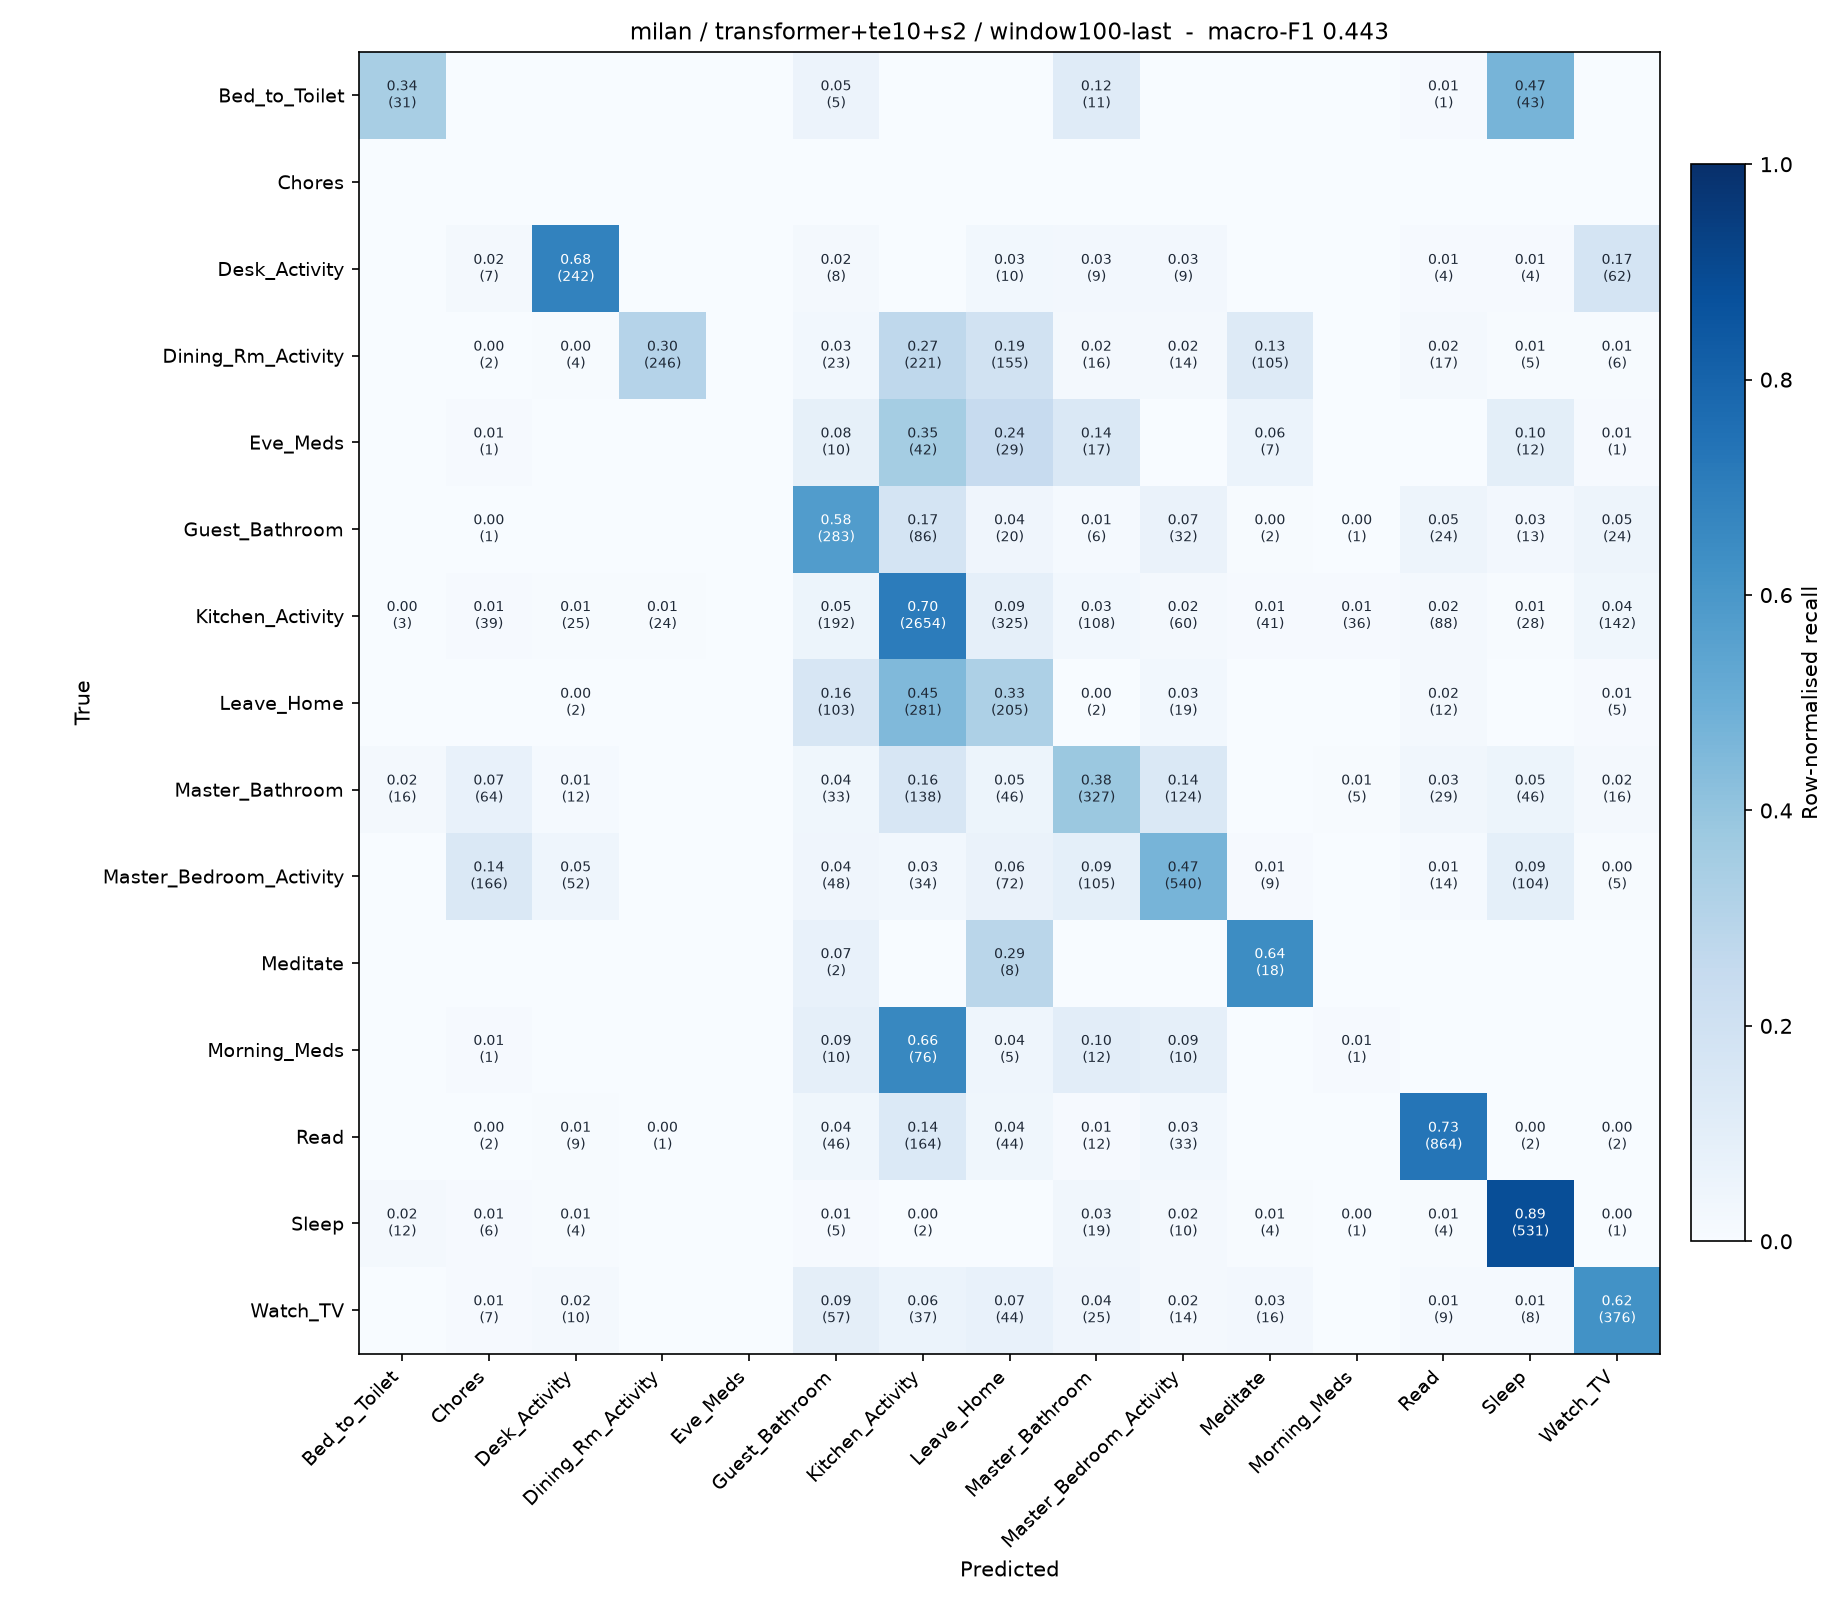 milan / transformer+te10+s2 / window100-last  -  macro-F1 0.443
Bed_to_Toilet
0.34 0.05 0.12 0.01 0.47
(31) (5) (11) (1) (43)
Chores
Desk_Activity
0.02 0.68 0.02 0.03 0.03 0.03 0.01 0.01 0.17
(7) (242) (8) (10) (9) (9) (4) (4) (62)
Dining_Rm_Activity
0.00 0.00 0.30 0.03 0.27 0.19 0.02 0.02 0.13 0.02 0.01 0.01
(2) (4) (246) (23) (221) (155) (16) (14) (105) (17) (5) (6)
Eve_Meds
0.01 0.08 0.35 0.24 0.14 0.06 0.10 0.01
(1) (10) (42) (29) (17) (7) (12) (1)
Guest_Bathroom
0.00 0.58 0.17 0.04 0.01 0.07 0.00 0.00 0.05 0.03 0.05
(1) (283) (86) (20) (6) (32) (2) (1) (24) (13) (24)
Kitchen_Activity
0.00 0.01 0.01 0.01 0.05 0.70 0.09 0.03 0.02 0.01 0.01 0.02 0.01 0.04
(3) (39) (25) (24) (192) (2654) (325) (108) (60) (41) (36) (88) (28) (142)
Leave_Home
0.00 0.16 0.45 0.33 0.00 0.03 0.02 0.01
(2) (103) (281) (205) (2) (19) (12) (5)
Master_Bathroom
0.02 0.07 0.01 0.04 0.16 0.05 0.38 0.14 0.01 0.03 0.05 0.02
(16) (64) (12) (33) (138) (46) (327) (124) (5) (29) (46) (16)
Master_Bedroom_Activity
0.14 0.05 0.04 0.03 0.06 0.09 0.47 0.01 0.01 0.09 0.00
(166) (52) (48) (34) (72) (105) (540) (9) (14) (104) (5)
Meditate
0.07 0.29 0.64
(2) (8) (18)
Morning_Meds
0.01 0.09 0.66 0.04 0.10 0.09 0.01
(1) (10) (76) (5) (12) (10) (1)
Read
0.00 0.01 0.00 0.04 0.14 0.04 0.01 0.03 0.73 0.00 0.00
(2) (9) (1) (46) (164) (44) (12) (33) (864) (2) (2)
Sleep
0.02 0.01 0.01 0.01 0.00 0.03 0.02 0.01 0.00 0.01 0.89 0.00
(12) (6) (4) (5) (2) (19) (10) (4) (1) (4) (531) (1)
Watch_TV
0.01 0.02 0.09 0.06 0.07 0.04 0.02 0.03 0.01 0.01 0.62
(7) (10) (57) (37) (44) (25) (14) (16) (9) (8) (376)
True
Bed_to_Toilet
Chores
Desk_Activity
Dining_Rm_Activity
Eve_Meds
Guest_Bathroom
Kitchen_Activity
Leave_Home
Master_Bathroom
Master_Bedroom_Activity
Meditate
Morning_Meds
Read
Sleep
Watch_TV
Predicted
1.0
0.8
0.6
0.4
0.2
0.0
Row-normalised recall